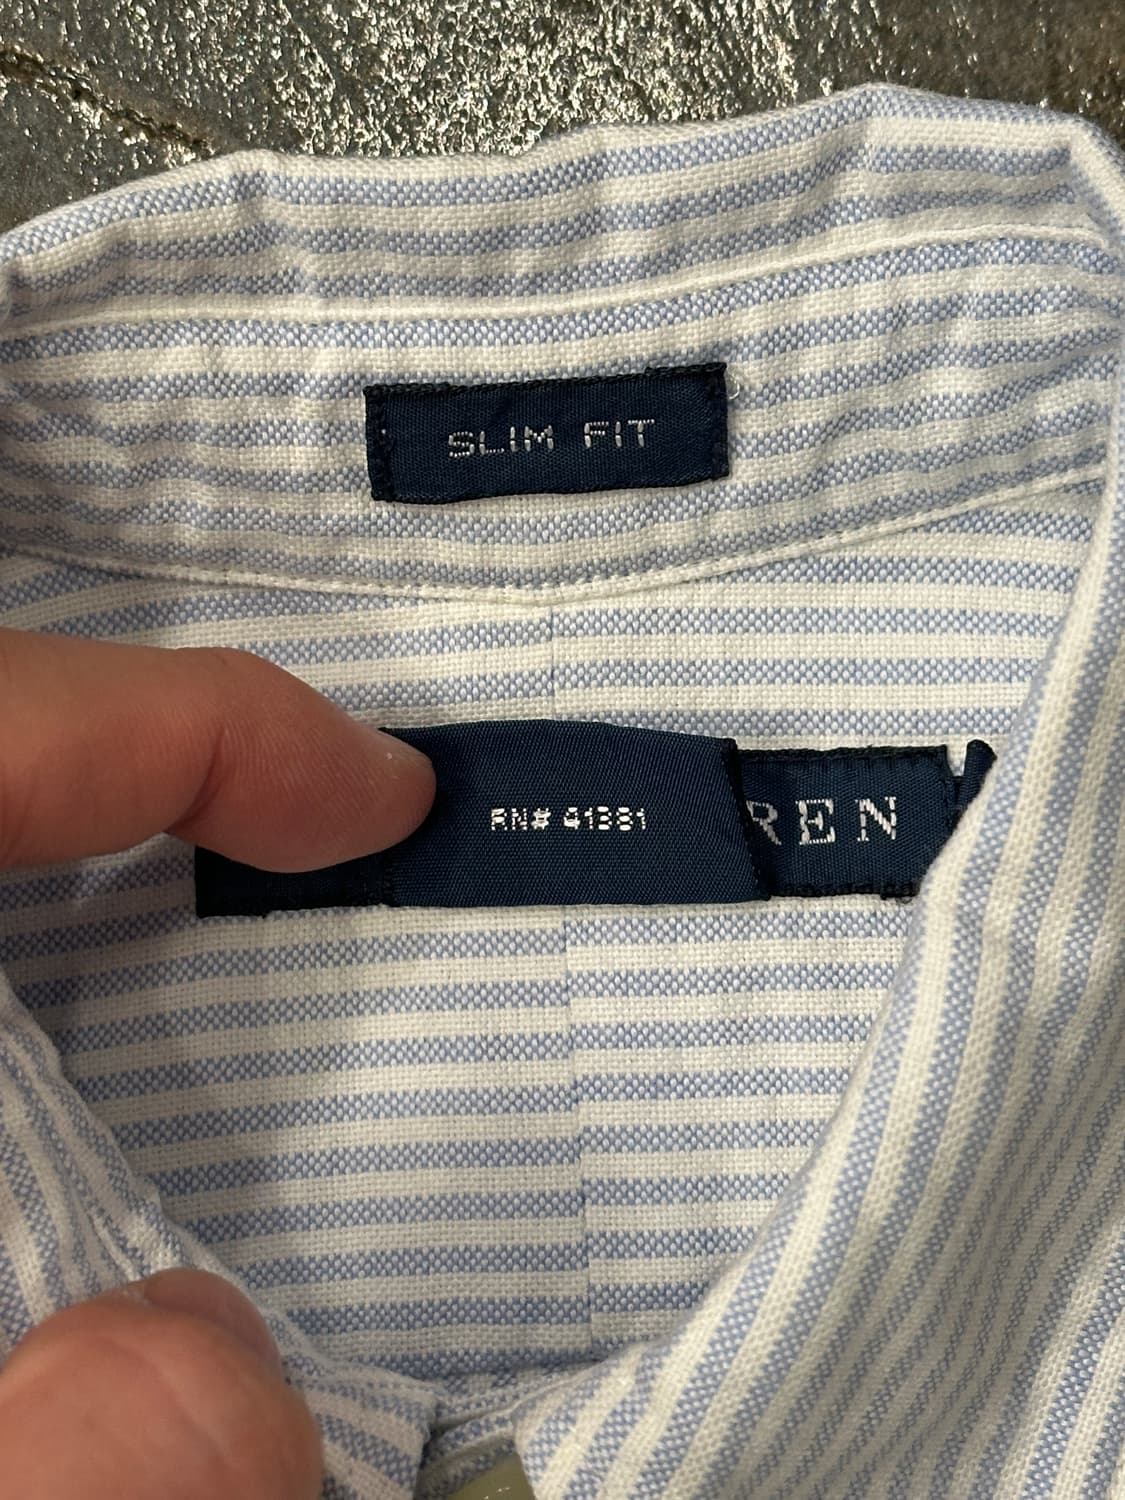 SLIM FIT
RN# 41381
REN